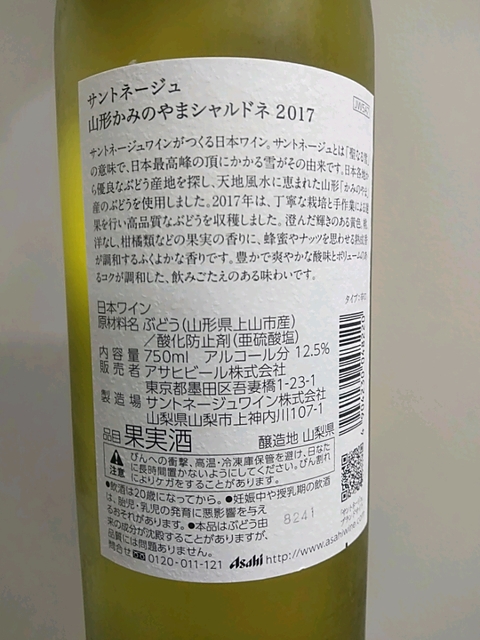 サントネージュ
山形かみのやまシャルドネ 2017
JW542
サントネージュワインがつくる日本ワイン。サントネージュとは「聖なる雪」
の意味で、日本最高峰の頂にかかる雪がその由来です。日本各地か
ら優良なぶどう産地を探し、天地風水に恵まれた山形「かみのやま」
産のぶどうを使用しました。2017年は、丁寧な栽培と手作業による選
果を行い高品質なぶどうを収穫しました。澄んだ輝きのある黄色。
洋なし、柑橘類などの果実の香りに、蜂蜜やナッツを思わせる熟成香
が調和するふくよかな香りです。豊かで爽やかな酸味とボリュームのあ
るコクが調和した、飲みごたえのある味わいです。
タイプ:辛口
日本ワイン
原材料名 ぶどう(山形県上山市産)
/酸化防止剤(亜硫酸塩)
内容量 750ml アルコール分 12.5%
販売者 アサヒビール株式会社
東京都墨田区吾妻橋1-23-1
製造場 サントネージュワイン株式会社
山梨県山梨市上神内川107-1
品目 果実酒 醸造地 山梨県
注意 びんへの衝撃、高温・冷凍庫保管を避け、日なた
に長時間置かないようにしてください。びん割れ
によりケガをすることがあります。
●飲酒は20歳になってから。●妊娠中や授乳期の飲酒
は、胎児・乳児の発育に悪影響を与え
るおそれがあります。●本品はぶどう由
来の成分が沈殿することがありますが、
品質には問題ありません。
8241
問合せ 0120-011-121 Asahi http://www.asahiwine.com